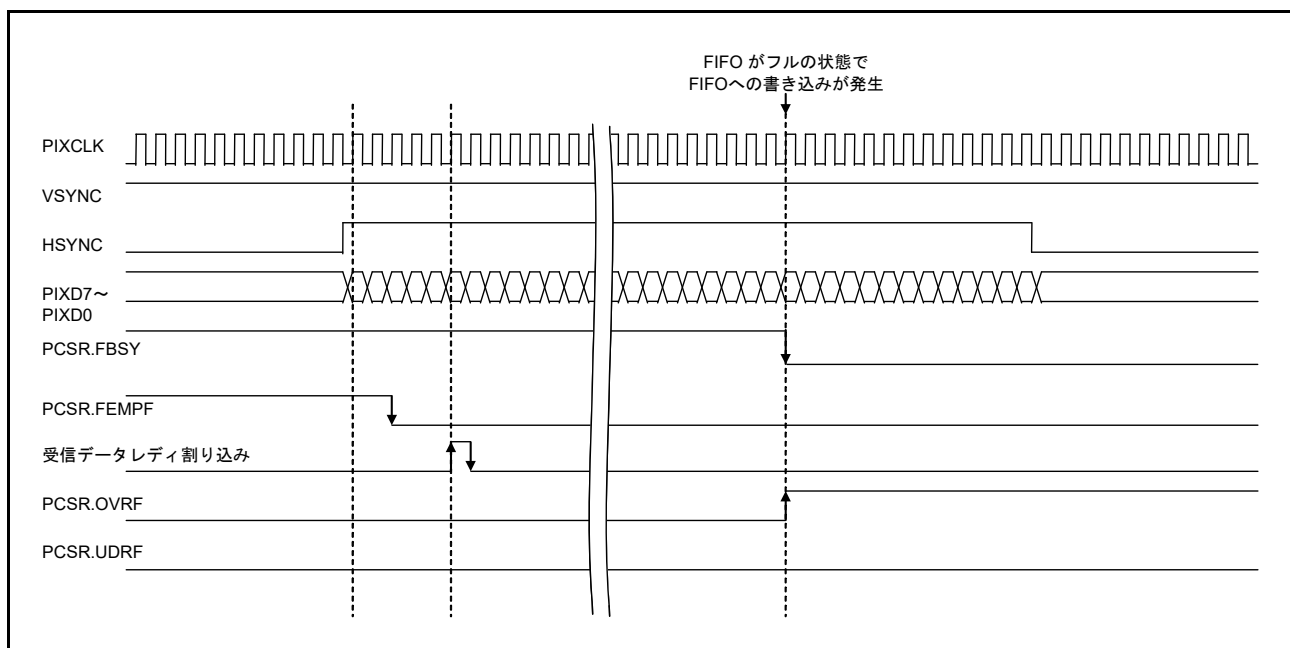 FIFO がフルの状態で
FIFOへの書き込みが発生
PIXCLK
VSYNC
HSYNC
PIXD7～
PIXD0
PCSR.FBSY
PCSR.FEMPF
受信データレディ割り込み
PCSR.OVRF
PCSR.UDRF